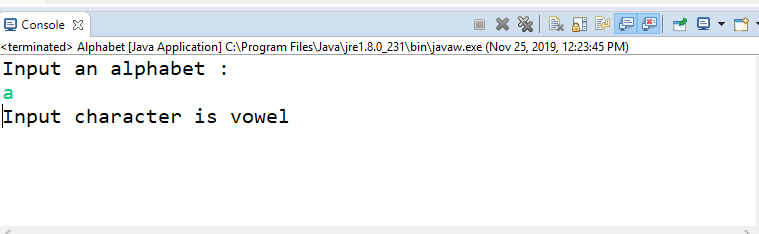 Console
<terminated> Alphabet [Java Application] C:\Program Files\Java\jre1.8.0_231\bin\javaw.exe (Nov 25, 2019, 12:23:45 PM)
Input an alphabet :
a
Input character is vowel